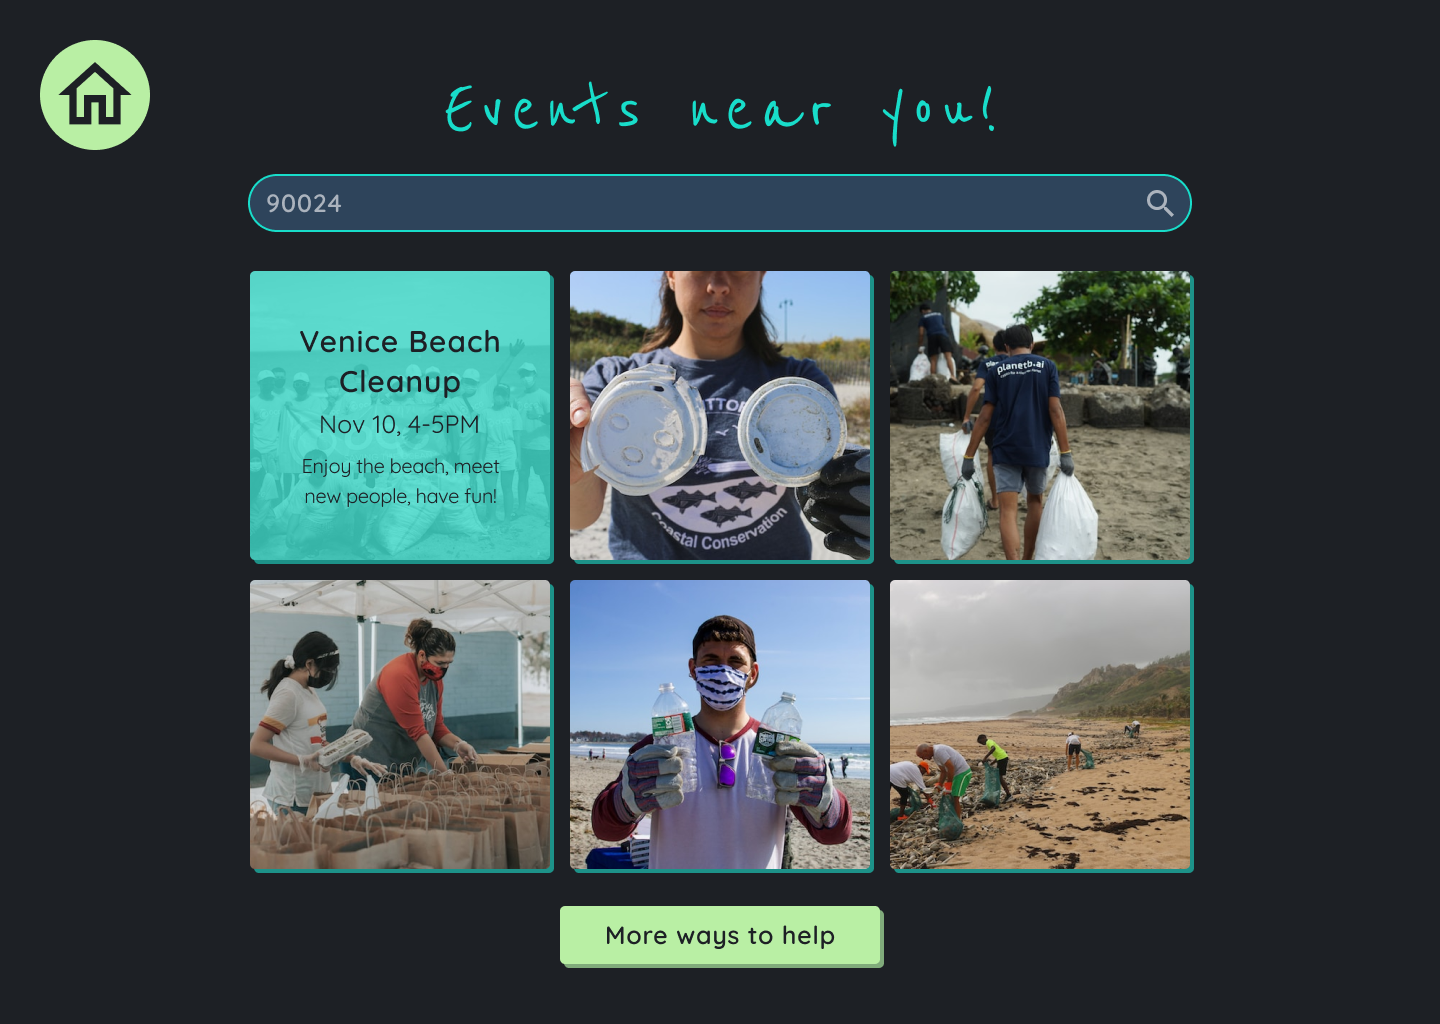 Events near you!
90024
Venice Beach
Cleanup
Nov 10, 4-5PM
Enjoy the beach, meet
new people, have fun!
Coastal Conservation
planetb.ai
More ways to help